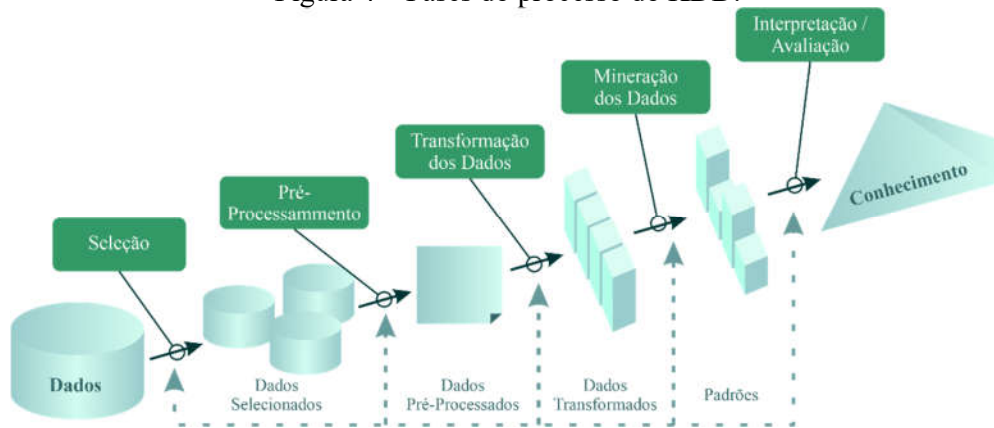 Interpretação /
Avaliação
Mineração
dos Dados
Transformação
dos Dados
Pré-
Processammento
Seleção
Conhecimento
Dados
Dados
Selecionados
Dados
Pré-Processados
Dados
Transformados
Padrões